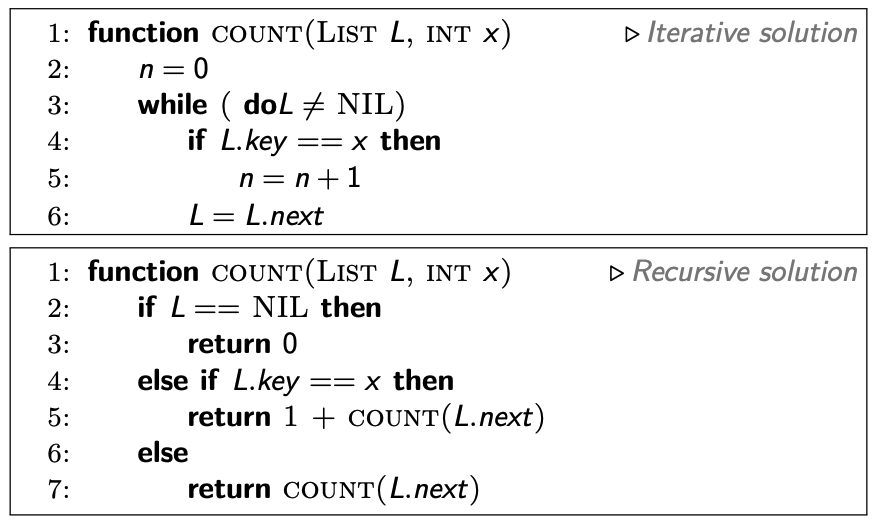 1: function COUNT(LIST L, INT x) ▷ Iterative solution
2: n = 0
3: while ( doL ≠ NIL)
4: if L.key == x then
5: n = n + 1
6: L = L.next
1: function COUNT(LIST L, INT x) ▷ Recursive solution
2: if L == NIL then
3: return 0
4: else if L.key == x then
5: return 1 + COUNT(L.next)
6: else
7: return COUNT(L.next)